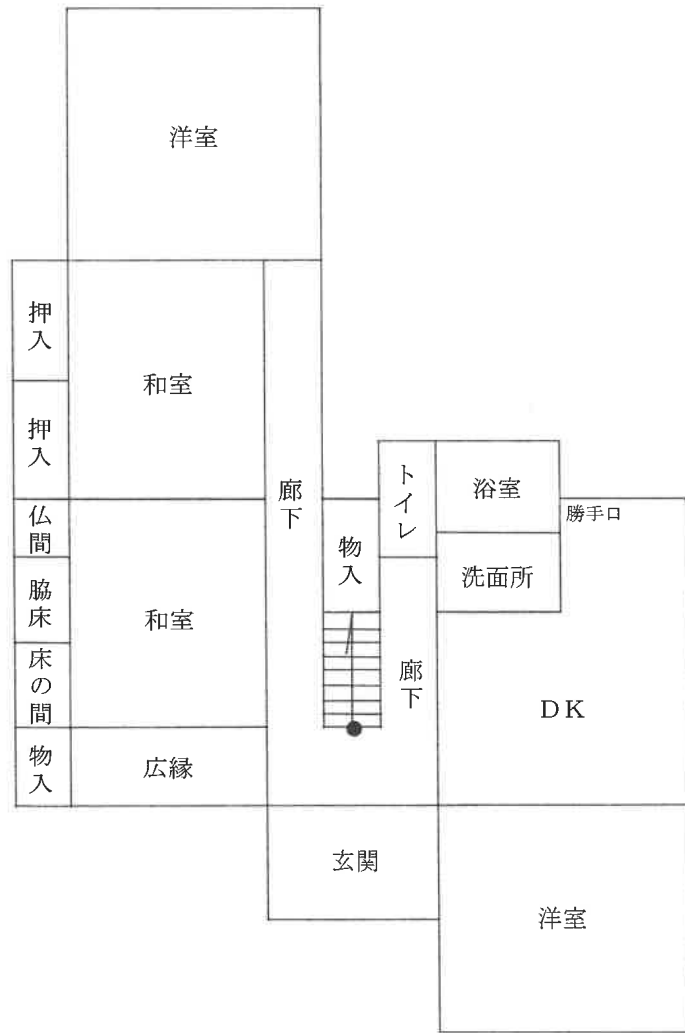 洋室
押入
和室
押入
廊下
トイレ
浴室
勝手口
仏間
物入
洗面所
脇床
和室
床の間
廊下
DK
物入
広縁
玄関
洋室